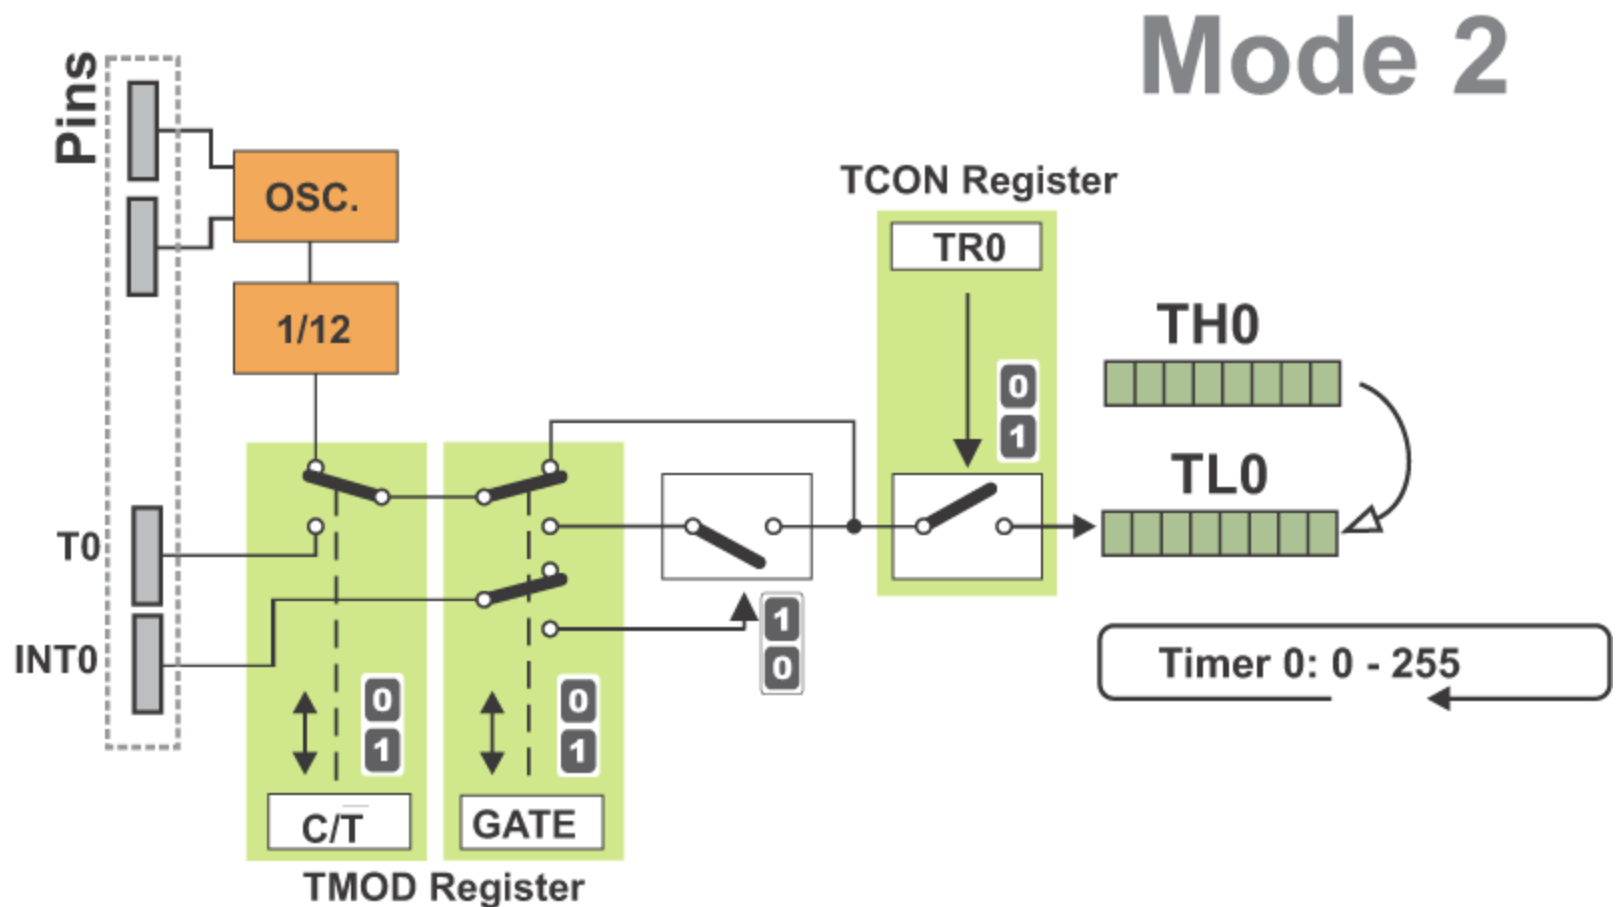 Mode 2
Pins
OSC.
TCON Register
TR0
1/12
TH0
0
1
TL0
T0
1
0
INT0
Timer 0: 0 - 255
0
1
0
1
C/T̅
GATE
TMOD Register